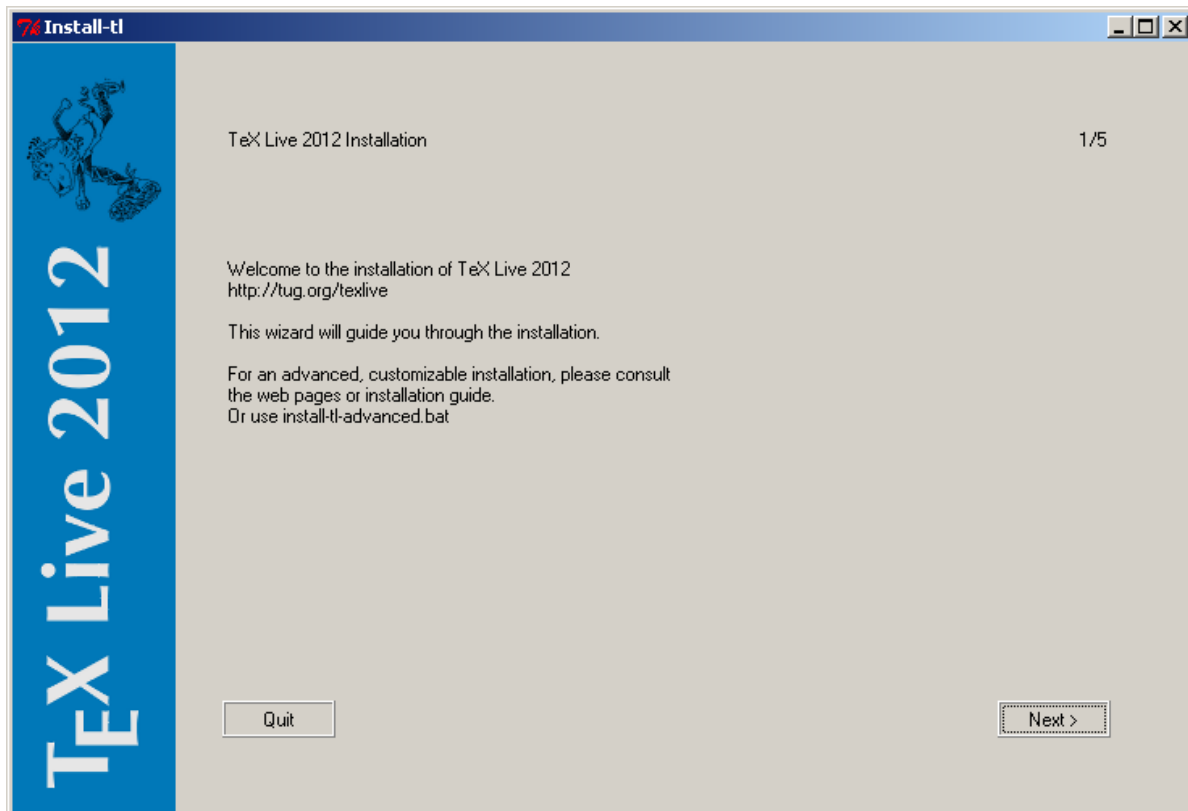 Install-tl
TeX Live 2012
TeX Live 2012 Installation
1/5
Welcome to the installation of TeX Live 2012
http://tug.org/texlive
This wizard will guide you through the installation.
For an advanced, customizable installation, please consult
the web pages or installation guide.
Or use install-tl-advanced.bat
Quit
Next >